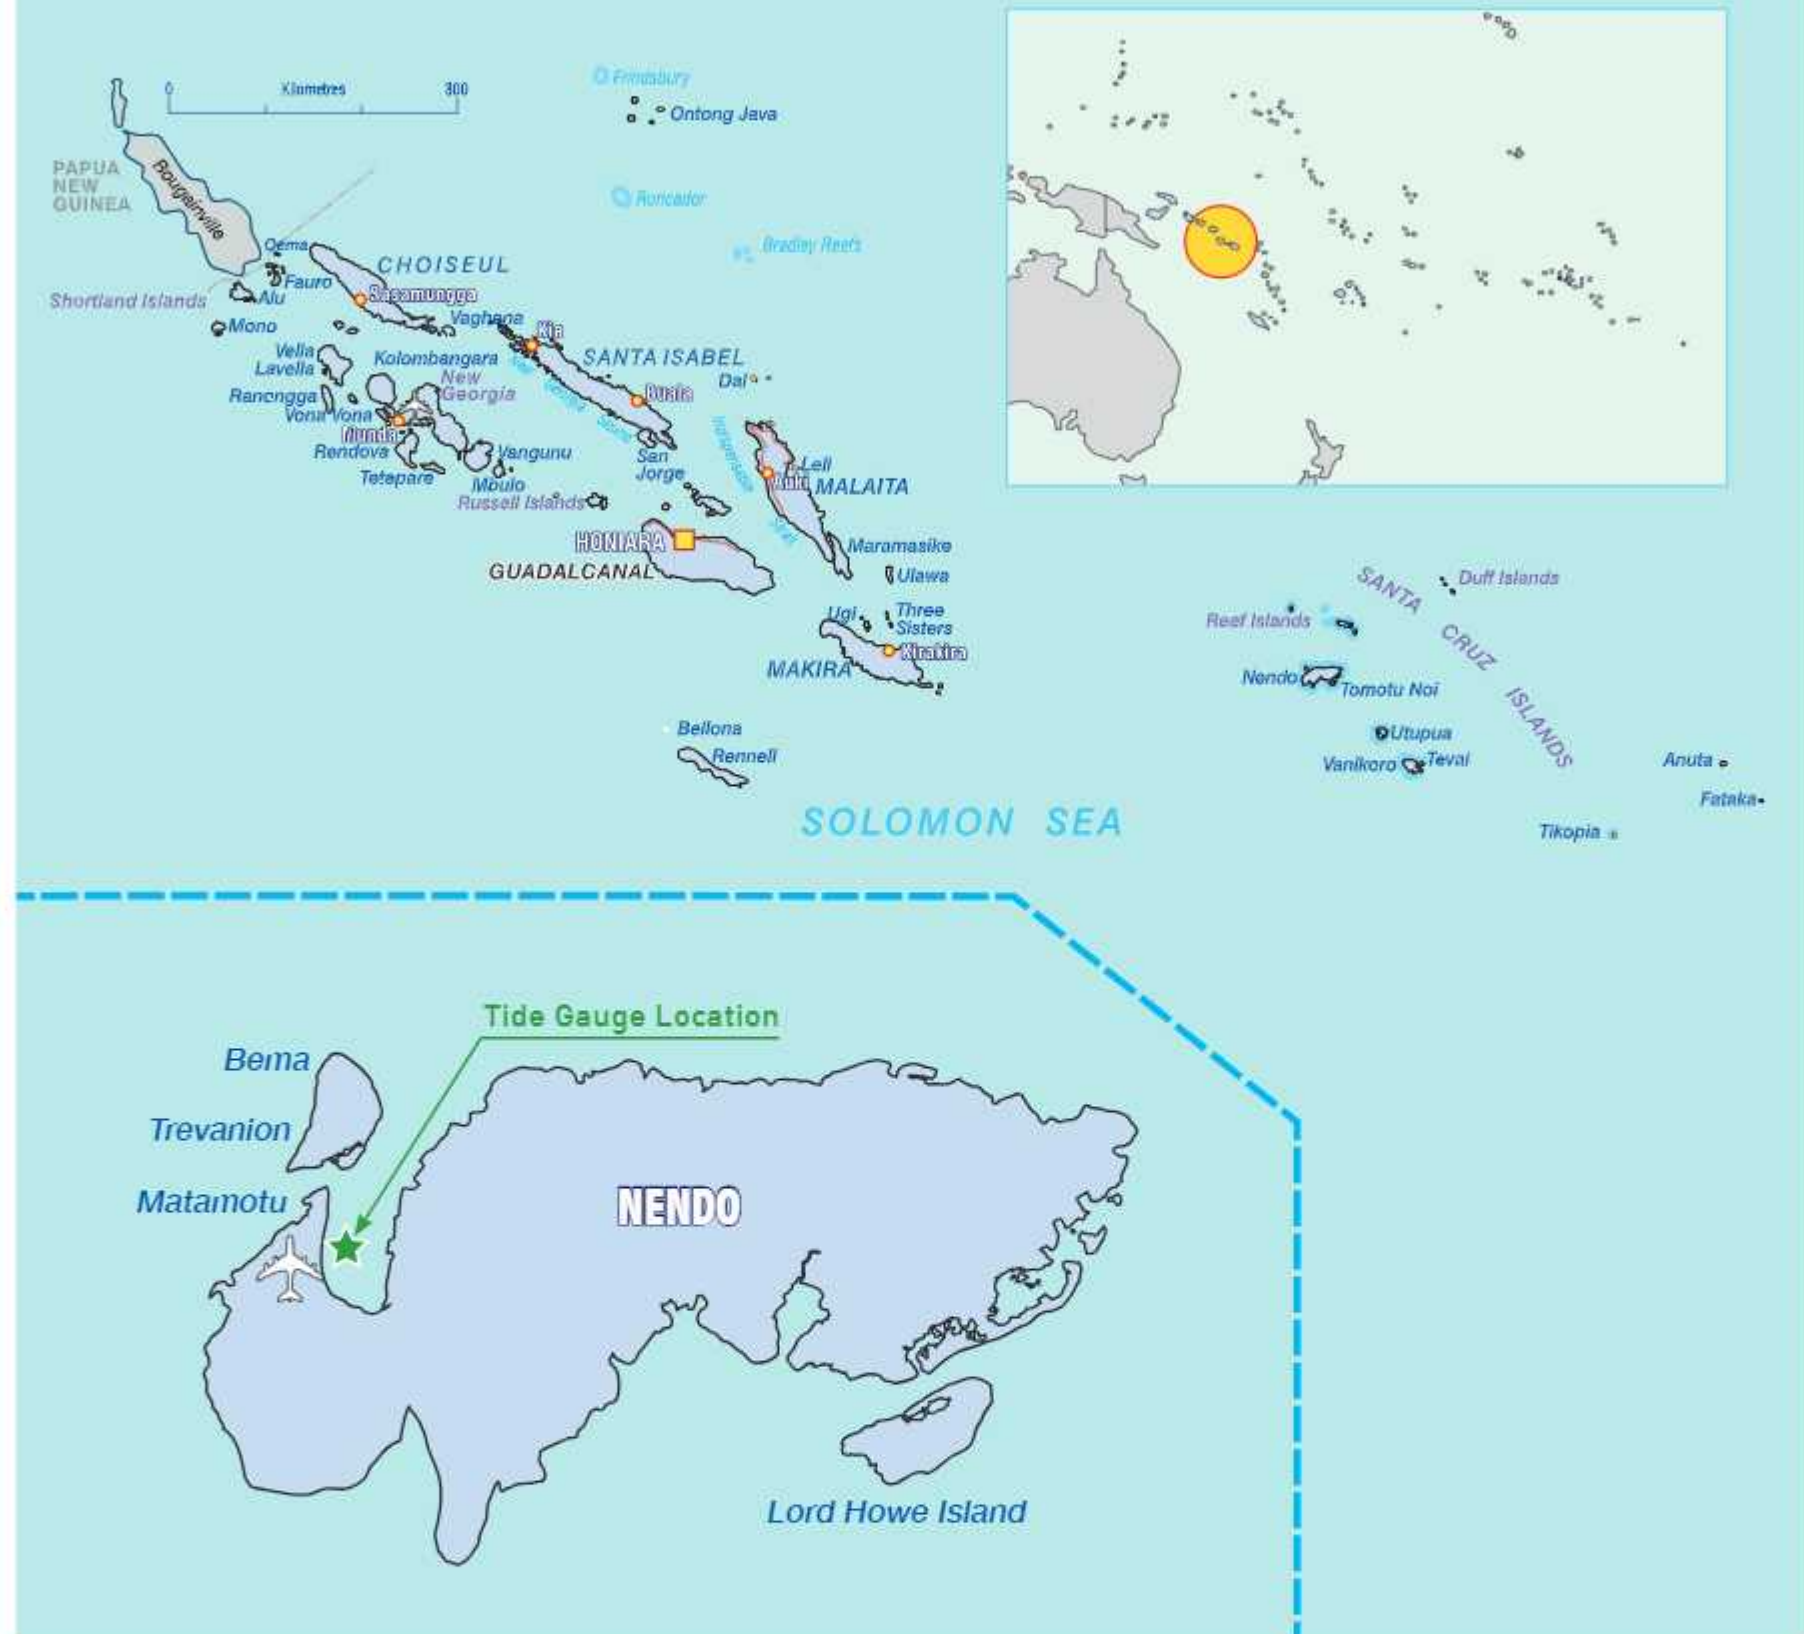 0 Kilometres 300
Frindsbury
Ontong Java
PAPUA
NEW
GUINEA
Bougainville
Roncador
Bradley Reefs
Oema
CHOISEUL
Fauro
Shortland Islands
Alu
Sasamungga
Mono
Vaghena
Kia
Vella
Lavella
Kolombangara
SANTA ISABEL
New
Georgia
Dai
Ranongga
Buala
Vona Vona
Munda
Rendova
Vangunu
San
Jorge
Indispensable
Strait
Leli
Tetepare
Mbulo
Auki
MALAITA
Russell Islands
HONIARA
Maramasike
GUADALCANAL
Ulawa
Ugi
Three
Sisters
Kirakira
MAKIRA
SANTA CRUZ ISLANDS
Duff Islands
Reef Islands
Nendo
Tomotu Noi
Bellona
Rennell
Utupua
Vanikoro
Tevai
Anuta
Fataka
Tikopia
SOLOMON SEA
Tide Gauge Location
Bema
Trevanion
Matamotu
NENDO
Lord Howe Island